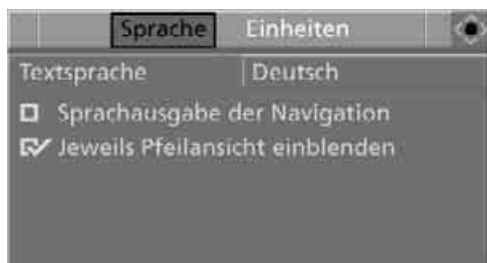 Sprache Einheiten
Textsprache Deutsch
Sprachausgabe der Navigation
Jeweils Pfeilansicht einblenden